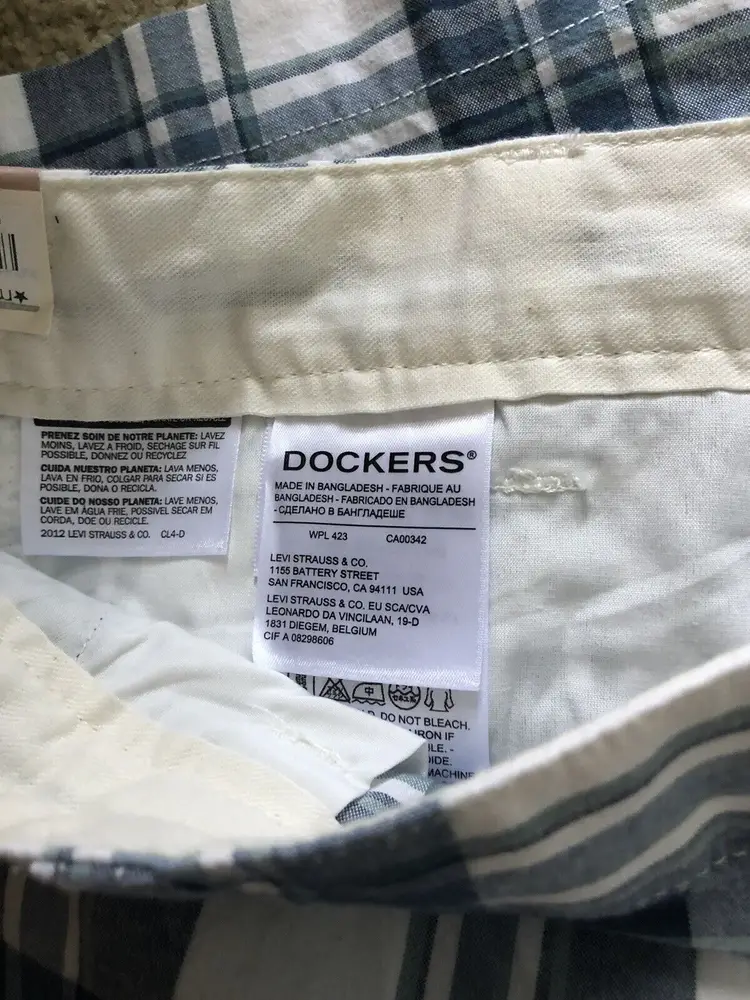 PRENEZ SOIN DE NOTRE PLANETE: LAVEZ
MOINS, LAVEZ A FROID, SECHAGE SUR FIL
POSSIBLE, DONNEZ OU RECYCLEZ
CUIDA NUESTRO PLANETA: LAVA MENOS,
LAVA EN FRIO, COLGAR PARA SECAR SI ES
POSIBLE, DONA O RECICLA.
CUIDE DO NOSSO PLANETA: LAVE MENOS,
LAVE EM ÁGUA FRIE, POSSIVEL SECAR EM
CORDA, DOE OU RECICLE.
2012 LEVI STRAUSS & CO. CL4-D
DOCKERS®
MADE IN BANGLADESH - FABRIQUE AU
BANGLADESH - FABRICADO EN BANGLADESH
- СДЕЛАНО В БАНГЛАДЕШЕ
WPL 423 CA00342
LEVI STRAUSS & CO.
1155 BATTERY STREET
SAN FRANCISCO, CA 94111 USA
LEVI STRAUSS & CO. EU SCA/CVA
LEONARDO DA VINCILAAN, 19-D
1831 DIEGEM, BELGIUM
CIF A 08298606
DO NOT BLEACH.
IRON IF
MACHINE